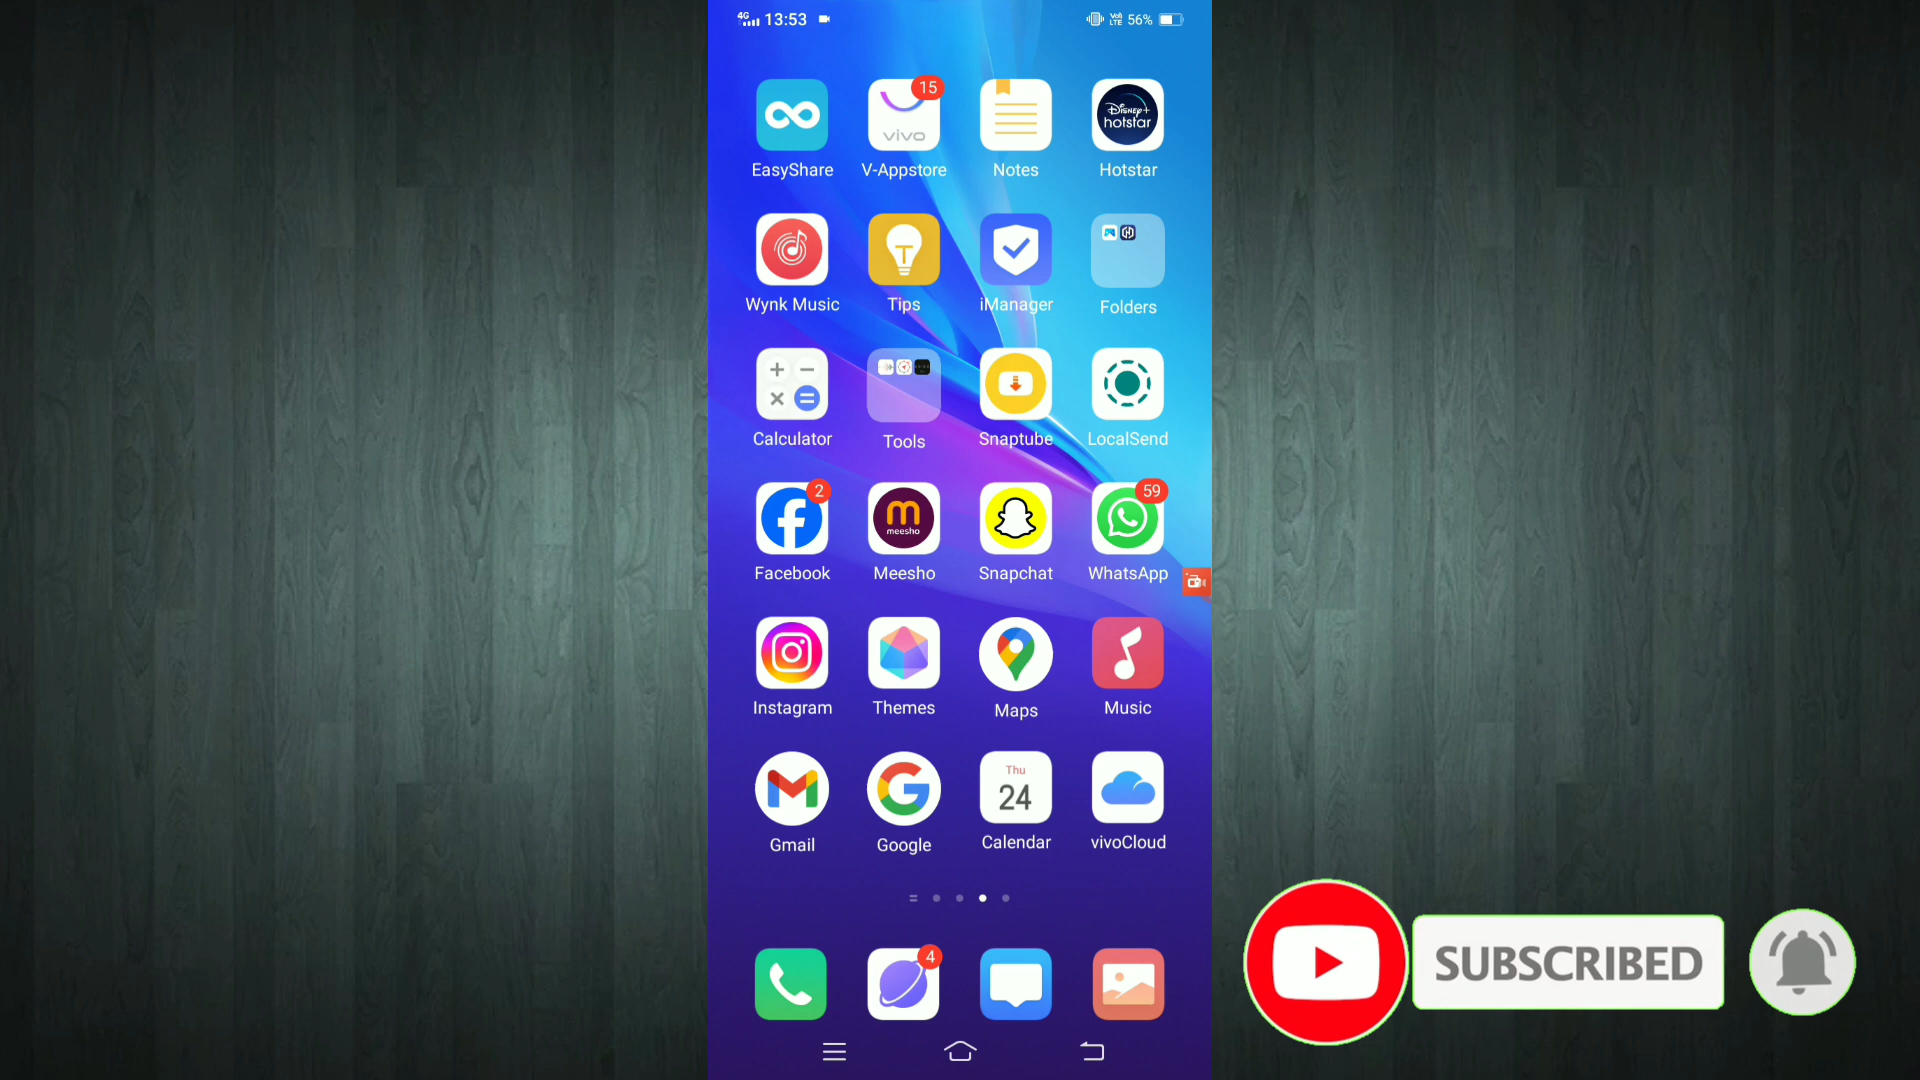 4G 13:53 VoLTE 56%
15
vivo
Disney+
hotstar
EasyShare V-Appstore Notes Hotstar
T
Wynk Music Tips iManager Folders
Calculator Tools Snaptube LocalSend
2 59
meesho
Facebook Meesho Snapchat WhatsApp
Instagram Themes Maps Music
Thu
24
Gmail Google Calendar vivoCloud
4
SUBSCRIBED